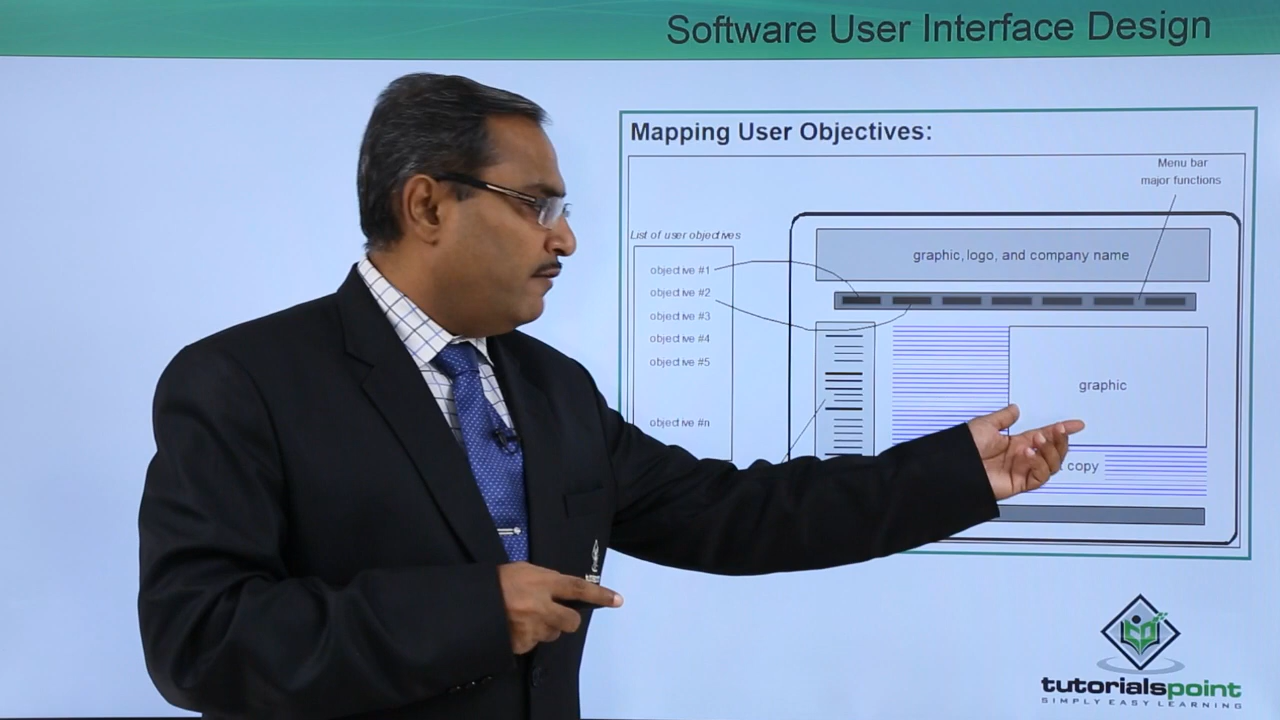 Software User Interface Design
Mapping User Objectives:
Menu bar
major functions
List of user objectives
graphic, logo, and company name
objective #1
objective #2
objective #3
objective #4
objective #5
graphic
objective #n
copy
tutorialspoint
SIMPLY EASY LEARNING